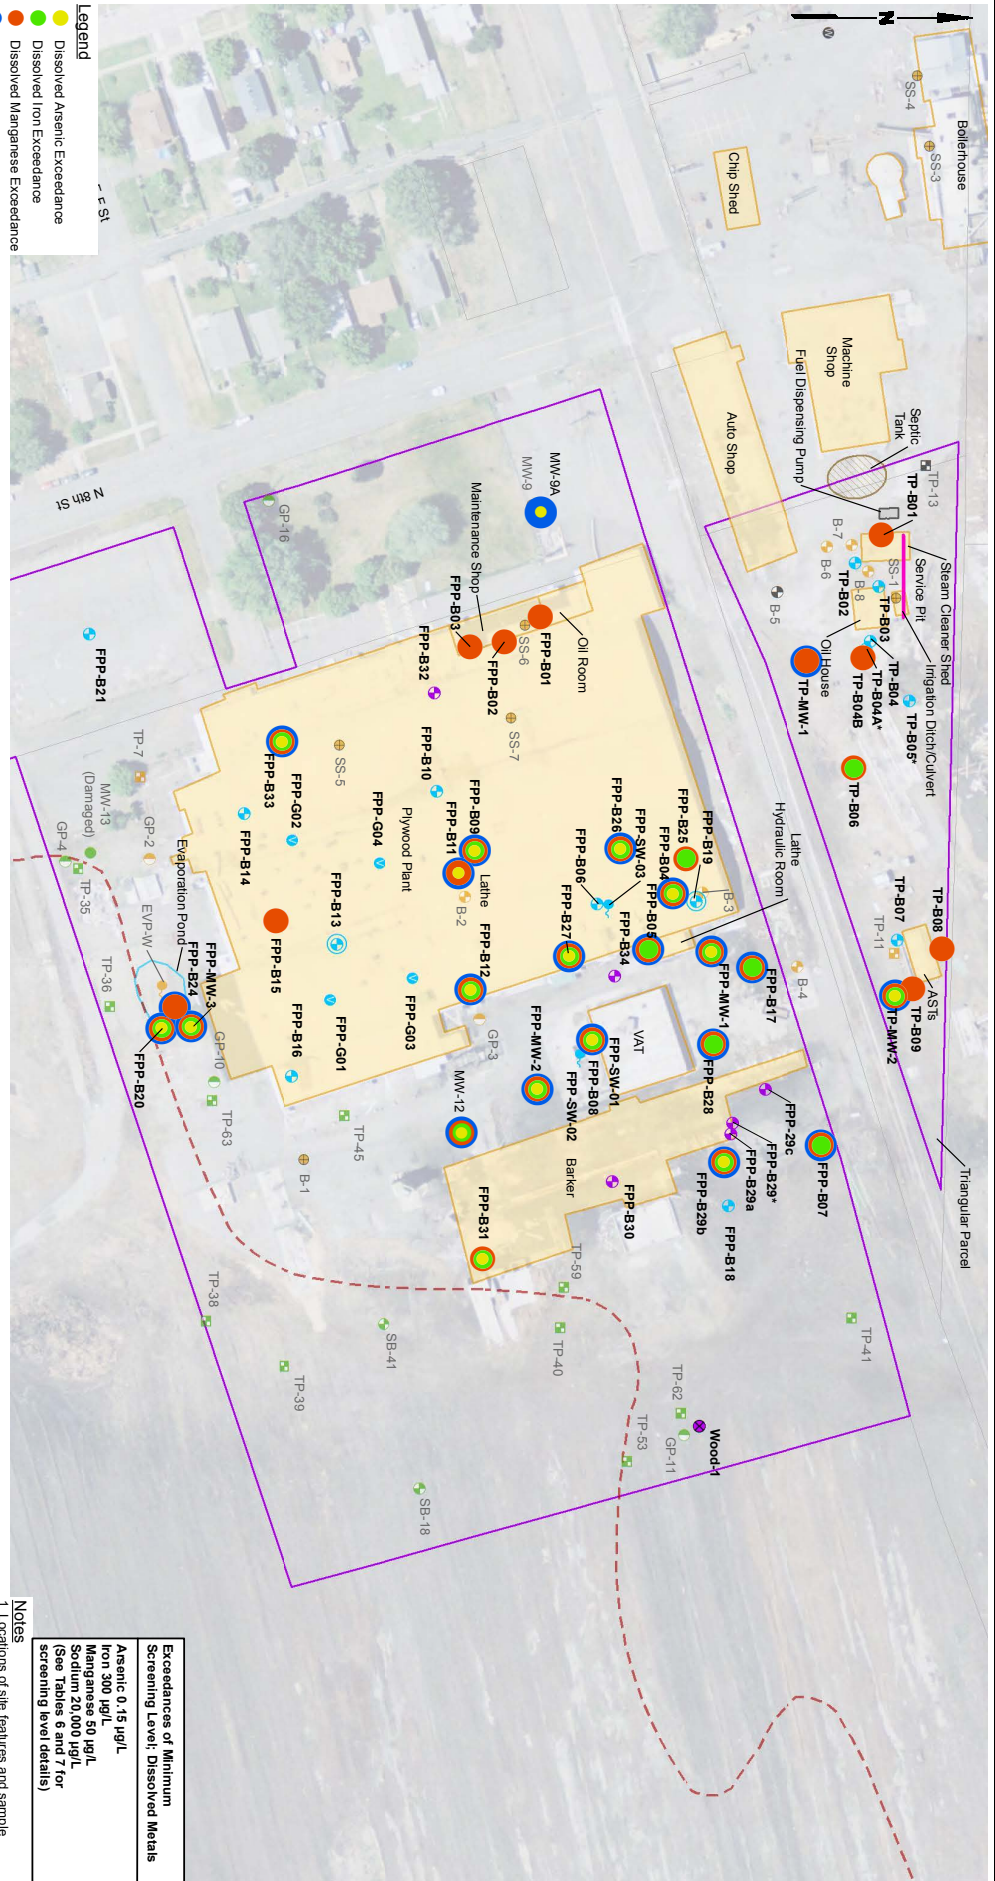 N
W
SS-4
SS-3
Boilerhouse
Chip Shed
Machine
Shop
Fuel Dispensing Pump
Auto Shop
Septic
Tank
TP-13
TP-B01
Steam Cleaner Shed
Service Pit
Irrigation Ditch/Culvert
SS-1
B-7
B-6
B-8
TP-B02
TP-B03
B-5
Oil House
TP-B04
TP-B04A*
TP-B04B
TP-B05*
TP-MW-1
TP-B06
TP-B07
TP-B08
TP-11
ASTs
TP-B09
TP-MW-2
Triangular Parcel
N 8th St
MW-9A
MW-9
GP-16
Maintenance Shop
Oil Room
FPP-B01
SS-6
FPP-B02
FPP-B03
FPP-B32
SS-7
SS-5
FPP-B21
FPP-B33
FPP-G02
FPP-B14
FPP-G04
Plywood Plant
FPP-B10
FPP-B09
FPP-B11
Lathe
B-2
FPP-B12
FPP-B26
FPP-SW-03
FPP-B06
FPP-B25
FPP-B04
FPP-B19
B-3
FPP-B05
FPP-B34
FPP-B27
Lathe
Hydraulic Room
B-4
FPP-B17
FPP-MW-1
FPP-B28
VAT
FPP-SW-01
FPP-B08
FPP-SW-02
FPP-MW-2
GP-3
MW-12
FPP-B13
FPP-B15
FPP-G03
FPP-G01
FPP-B16
TP-7
MW-13
(Damaged)
GP-4
TP-35
GP-2
EVP-W
Evaporation Pond
FPP-B24
FPP-MW-3
FPP-B20
TP-36
GP-10
TP-63
TP-45
B-1
Barker
FPP-B30
FPP-B31
FPP-29c
FPP-B29*
FPP-B29a
FPP-B29b
FPP-B18
FPP-B07
TP-59
TP-40
TP-41
TP-38
TP-39
SB-41
SB-18
TP-62
GP-11
Wood-1
TP-53
Legend
Dissolved Arsenic Exceedance
Dissolved Iron Exceedance
Dissolved Manganese Exceedance
Exceedances of Minimum
Screening Level; Dissolved Metals
Arsenic 0.15 µg/L
Iron 300 µg/L
Manganese 50 µg/L
Sodium 20,000 µg/L
(See Tables 6 and 7 for
screening level details)
Notes
1. Locations of site features and sample